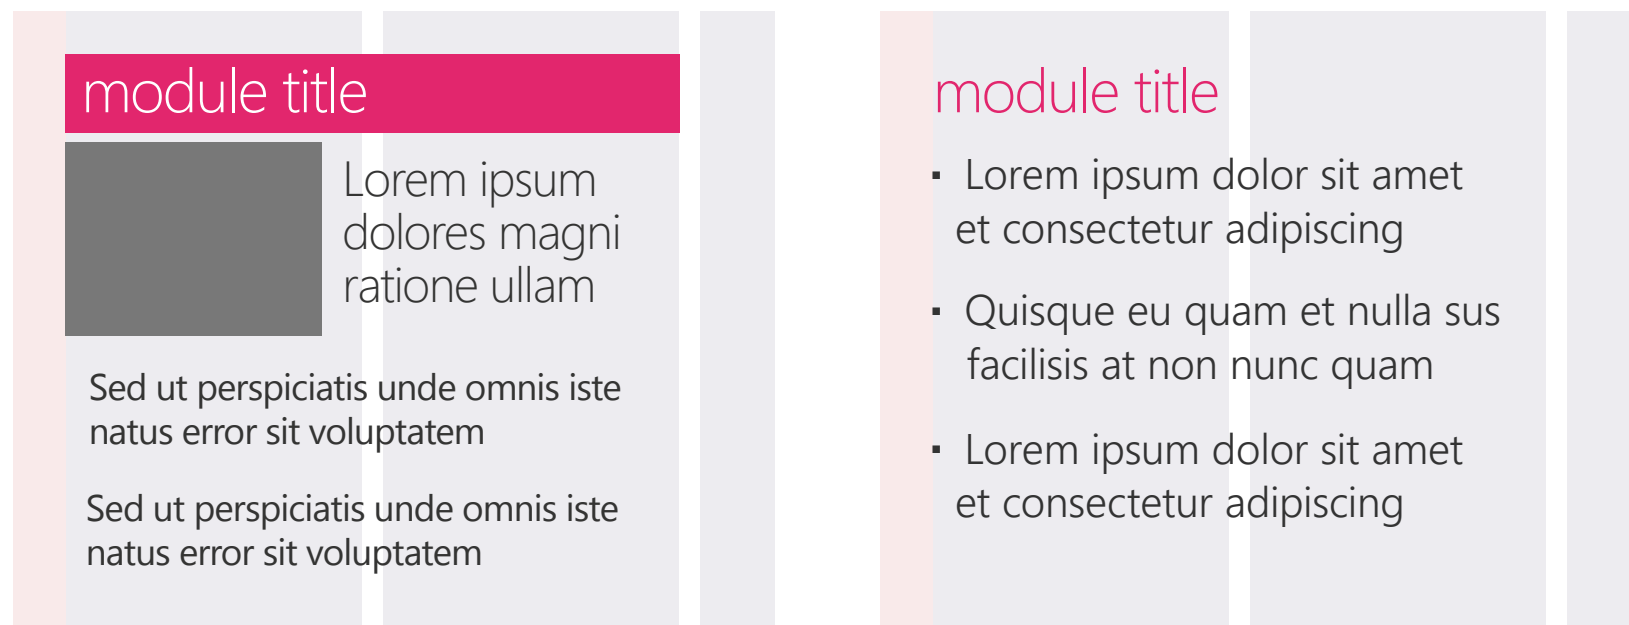 module title
Lorem ipsum
dolores magni
ratione ullam
Sed ut perspiciatis unde omnis iste
natus error sit voluptatem
Sed ut perspiciatis unde omnis iste
natus error sit voluptatem
module title
▪ Lorem ipsum dolor sit amet
et consectetur adipiscing
▪ Quisque eu quam et nulla sus
facilisis at non nunc quam
▪ Lorem ipsum dolor sit amet
et consectetur adipiscing